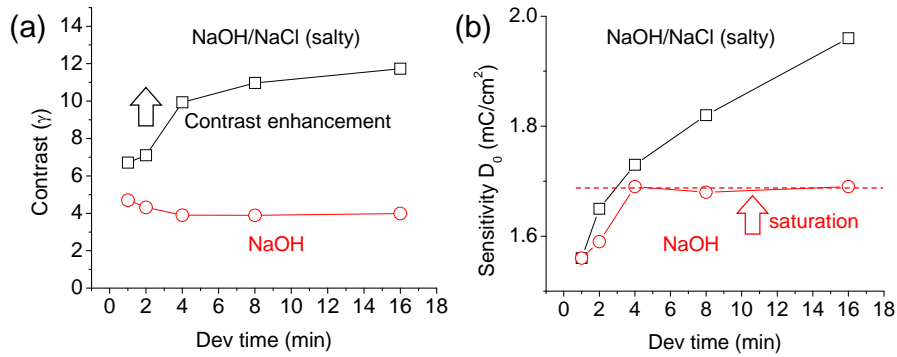 (a)
NaOH/NaCl (salty)
Contrast enhancement
NaOH
Contrast (γ)
14
12
10
8
6
4
2
0
0 2 4 6 8 10 12 14 16 18
Dev time (min)
(b)
NaOH/NaCl (salty)
saturation
NaOH
Sensitivity D0 (mC/cm²)
2.0
1.8
1.6
0 2 4 6 8 10 12 14 16 18
Dev time (min)